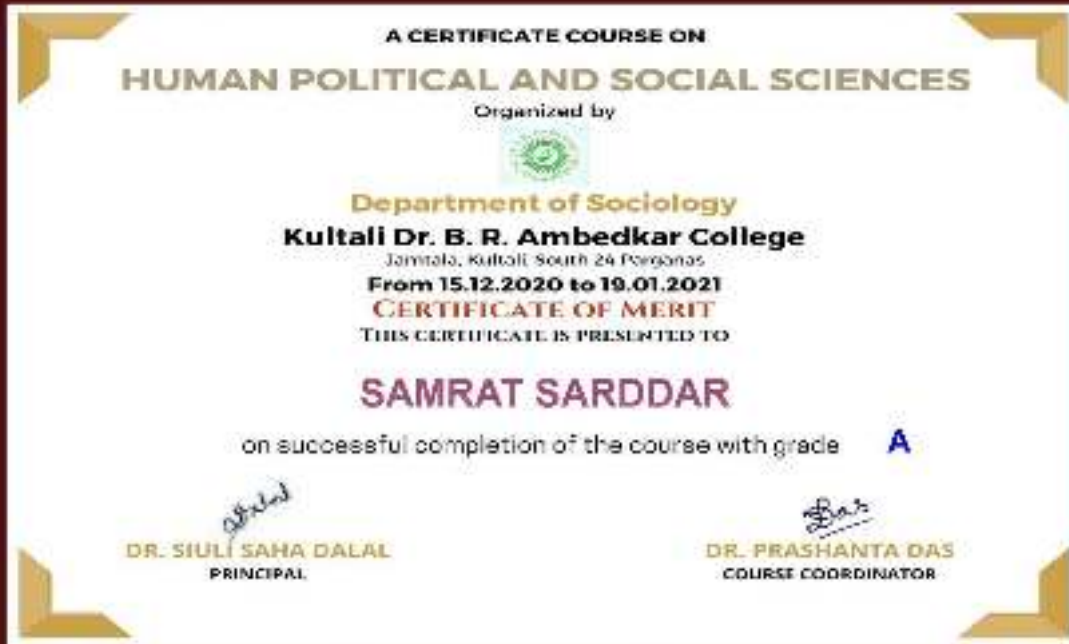 A CERTIFICATE COURSE ON
HUMAN POLITICAL AND SOCIAL SCIENCES
Organized by
Department of Sociology
Kultali Dr. B. R. Ambedkar College
Jamtala, Kultali, South 24 Parganas
From 15.12.2020 to 19.01.2021
CERTIFICATE OF MERIT
THIS CERTIFICATE IS PRESENTED TO
SAMRAT SARDDAR
on successful completion of the course with grade A
Das
DR. SIULI SAHA DALAL
DR. PRASHANTA DAS
PRINCIPAL
COURSE COORDINATOR